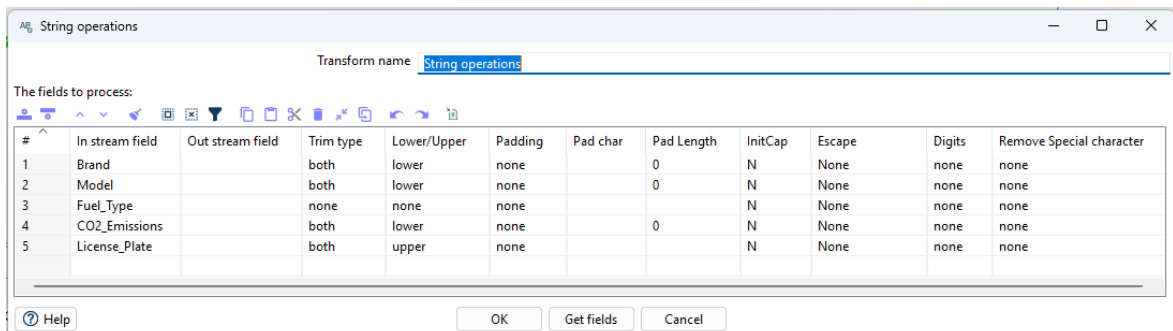 String operations
Transform name String operations
The fields to process:
# In stream field Out stream field Trim type Lower/Upper Padding Pad char Pad Length InitCap Escape Digits Remove Special character
1 Brand both lower none 0 N None none none
2 Model both lower none 0 N None none none
3 Fuel_Type none none none N None none none
4 CO2_Emissions both lower none 0 N None none none
5 License_Plate both upper none N None none none
Help OK Get fields Cancel